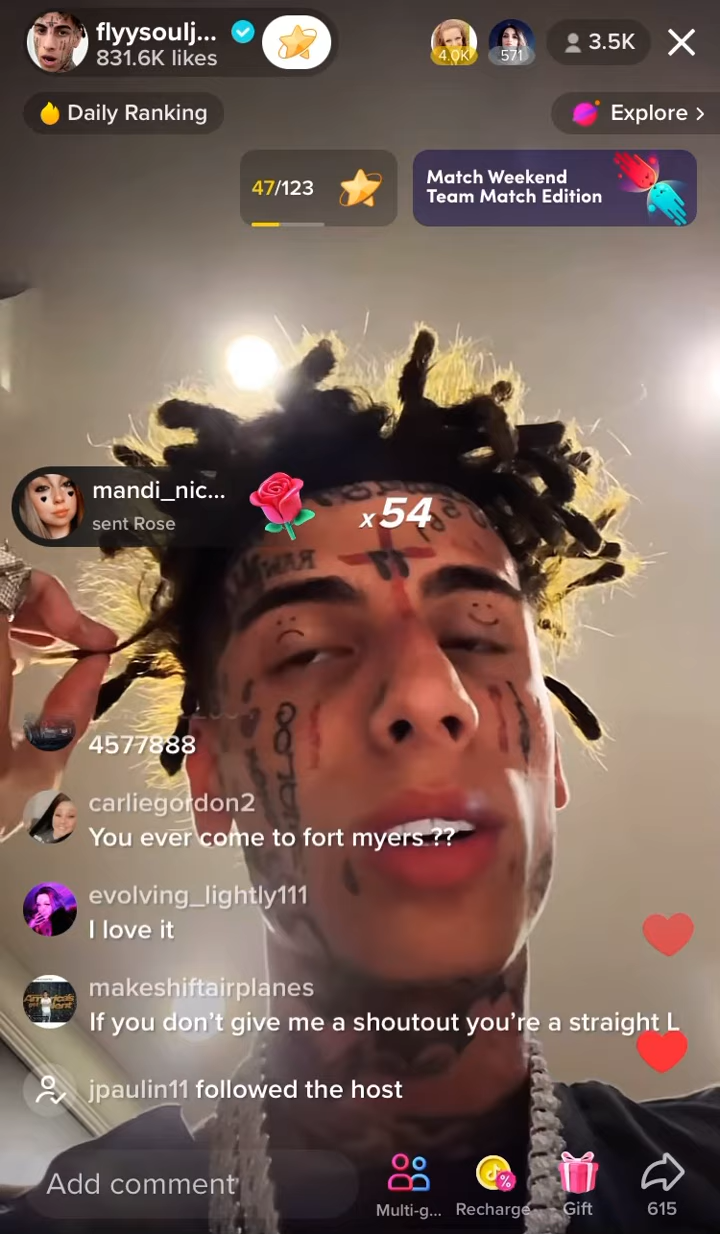 flyysoulj...
831.6K likes
4.0K
571
3.5K
Daily Ranking
Explore >
47/123
Match Weekend
Team Match Edition
mandi_nic...
sent Rose
x54
4577888
carliegordon2
You ever come to fort myers ??
evolving_lightly111
I love it
makeshiftairplanes
If you don't give me a shoutout you're a straight L
jpaulin11 followed the host
Add comment
Multi-g...
Recharge
Gift
615